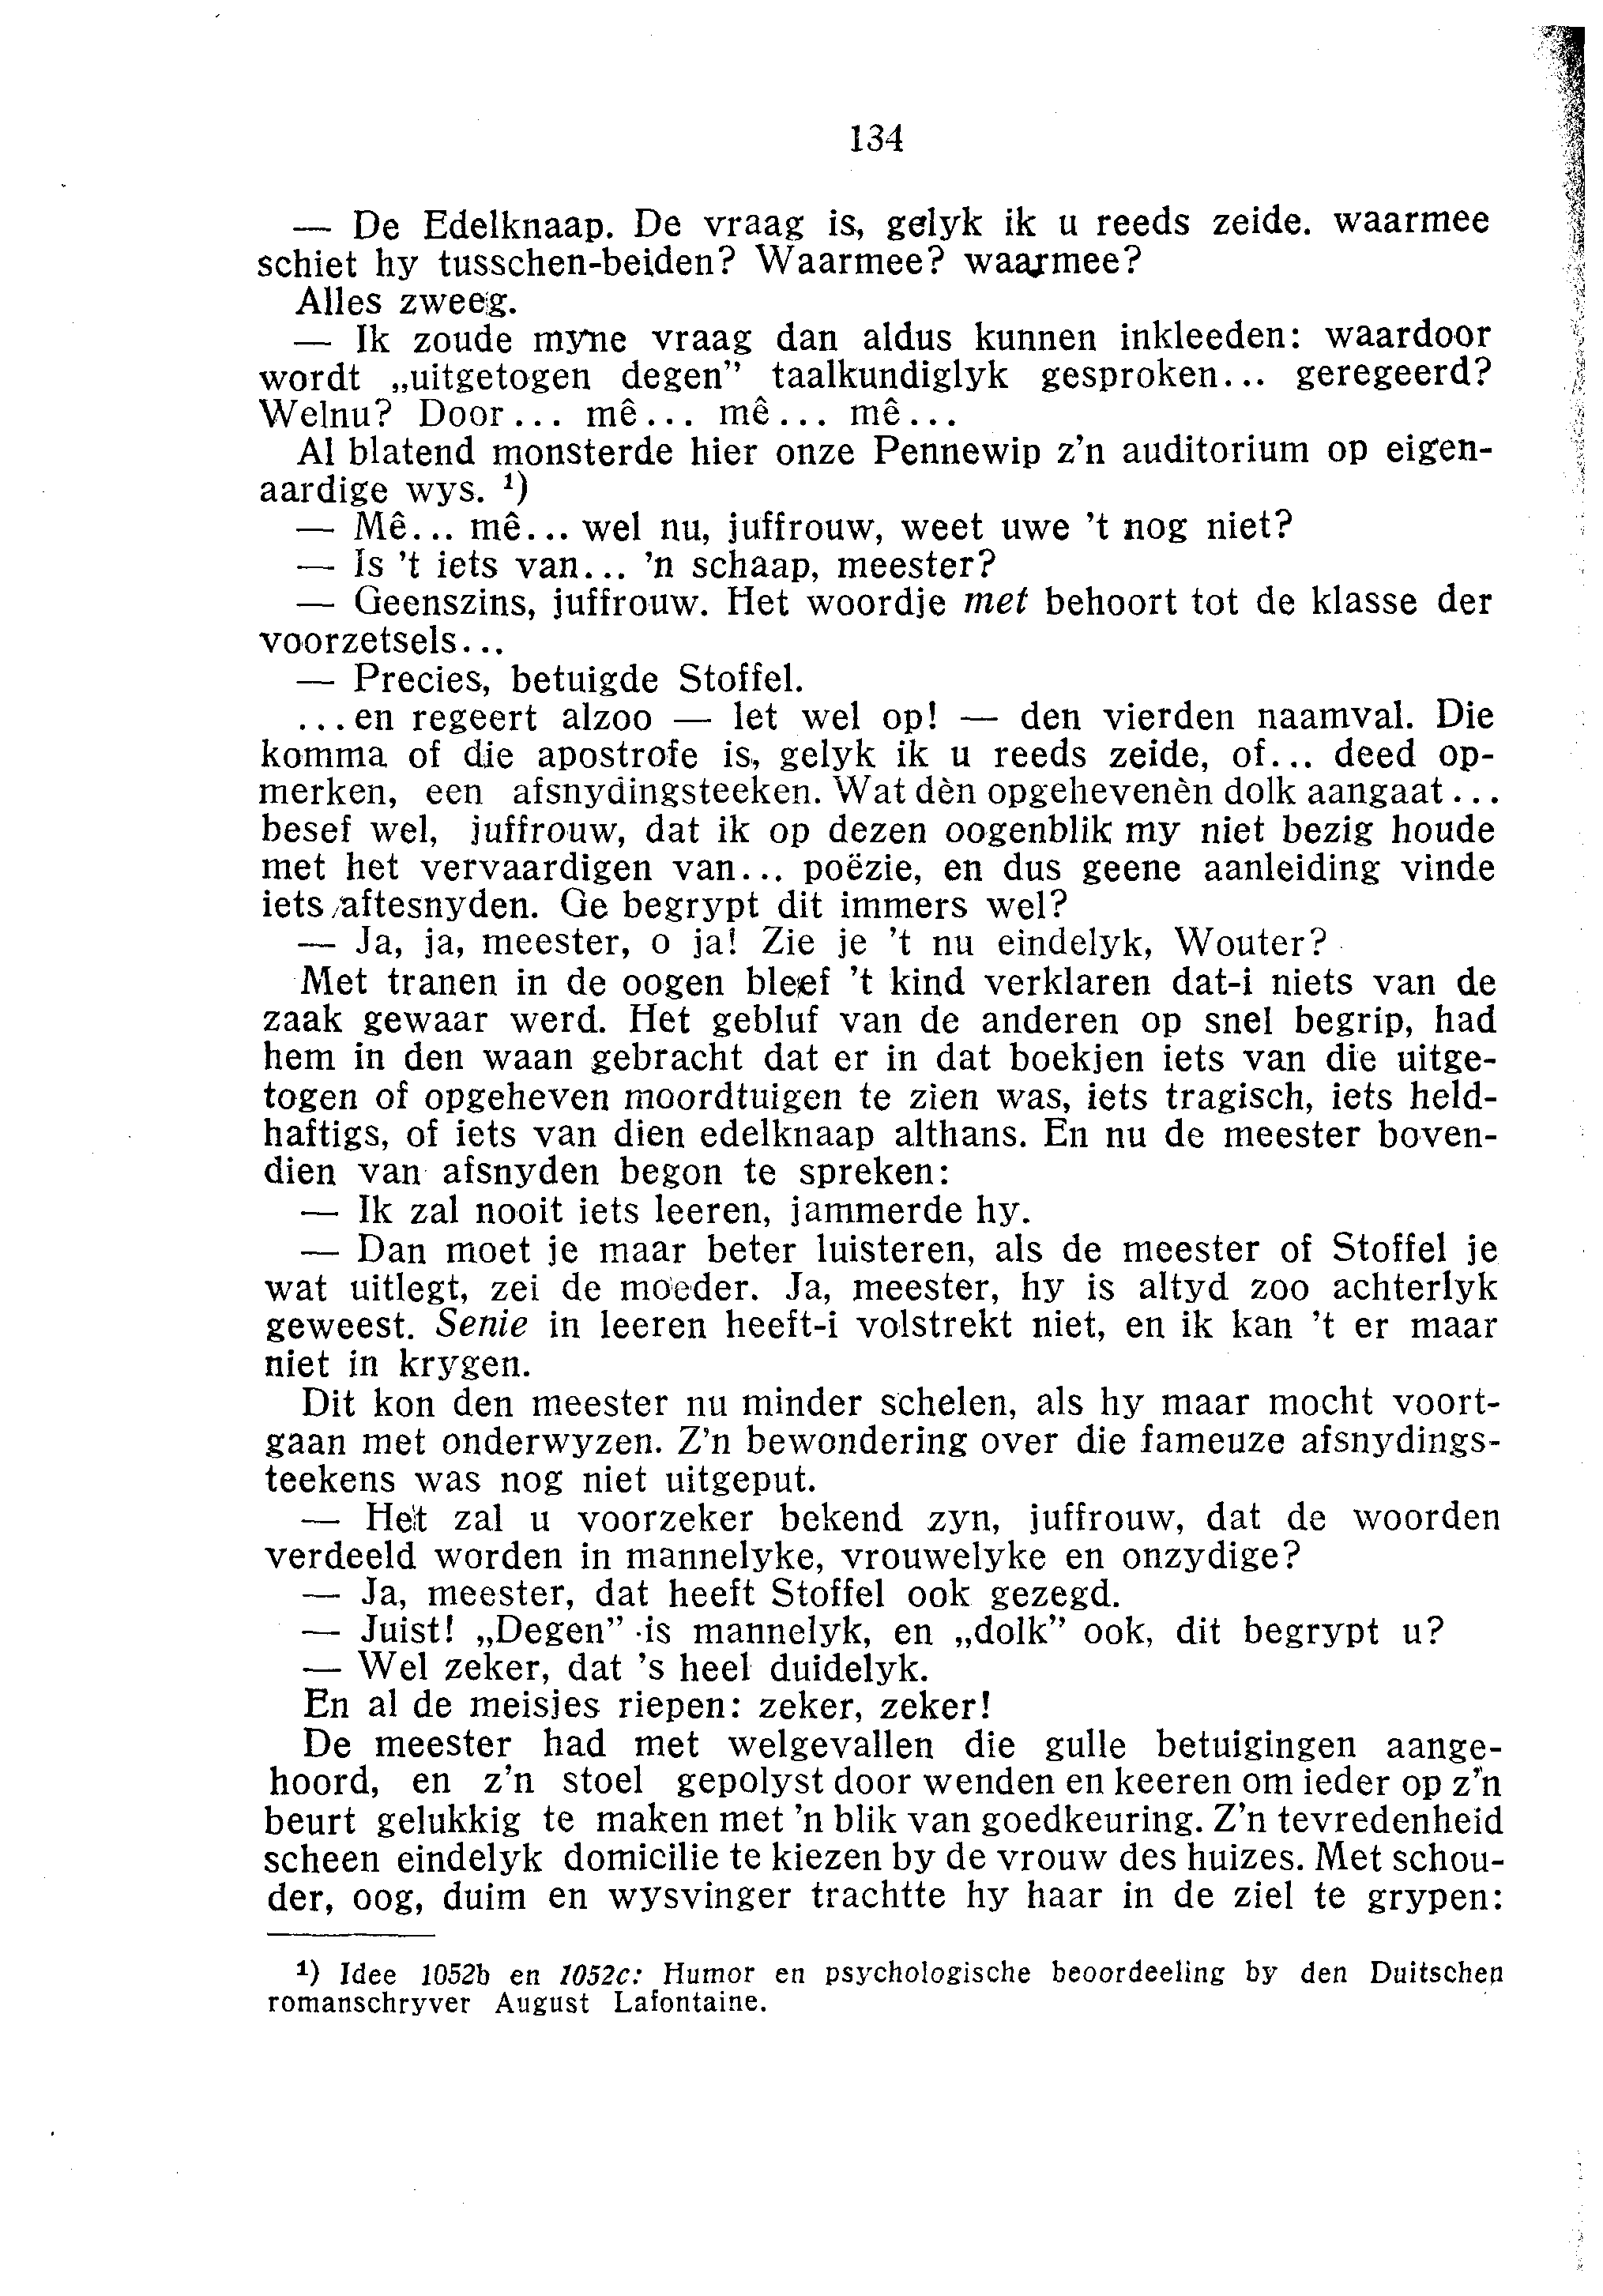 134
— De Edelknaap. De vraag is, gelyk ik u reeds zeide. waarmee
schiet hy tusschen-beiden? Waarmee? waarmee?
Alles zweeg.
— Ik zoude myne vraag dan aldus kunnen inkleeden: waardoor
wordt „uitgetogen degen” taalkundiglyk gesproken... geregeerd?
Welnu? Door... mê... mê... mê...
Al blatend monsterde hier onze Pennewip z'n auditorium op eigen-
aardige wys. ¹)
— Mê... mê... wel nu, juffrouw, weet uwe 't nog niet?
— Is 't iets van... 'n schaap, meester?
— Geenszins, juffrouw. Het woordje met behoort tot de klasse der
voorzetsels...
— Precies, betuigde Stoffel.
...en regeert alzoo — let wel op! — den vierden naamval. Die
komma of die apostrofe is, gelyk ik u reeds zeide, of... deed op-
merken, een afsnydingsteeken. Wat dèn opgehevenèn dolk aangaat...
besef wel, juffrouw, dat ik op dezen oogenblik my niet bezig houde
met het vervaardigen van... poëzie, en dus geene aanleiding vinde
iets aftesnyden. Ge begrypt dit immers wel?
— Ja, ja, meester, o ja! Zie je 't nu eindelyk, Wouter?
Met tranen in de oogen bleef 't kind verklaren dat-i niets van de
zaak gewaar werd. Het gebluf van de anderen op snel begrip, had
hem in den waan gebracht dat er in dat boekjen iets van die uitge-
togen of opgeheven moordtuigen te zien was, iets tragisch, iets held-
haftigs, of iets van dien edelknaap althans. En nu de meester boven-
dien van afsnyden begon te spreken:
— Ik zal nooit iets leeren, jammerde hy.
— Dan moet je maar beter luisteren, als de meester of Stoffel je
wat uitlegt, zei de moeder. Ja, meester, hy is altyd zoo achterlyk
geweest. Senie in leeren heeft-i volstrekt niet, en ik kan 't er maar
niet in krygen.
Dit kon den meester nu minder schelen, als hy maar mocht voort-
gaan met onderwyzen. Z'n bewondering over die fameuze afsnydings-
teekens was nog niet uitgeput.
— Het zal u voorzeker bekend zyn, juffrouw, dat de woorden
verdeeld worden in mannelyke, vrouwelyke en onzydige?
— Ja, meester, dat heeft Stoffel ook gezegd.
— Juist! „Degen” is mannelyk, en „dolk” ook, dit begrypt u?
— Wel zeker, dat 's heel duidelyk.
En al de meisjes riepen: zeker, zeker!
De meester had met welgevallen die gulle betuigingen aange-
hoord, en z'n stoel gepolyst door wenden en keeren om ieder op z'n
beurt gelukkig te maken met 'n blik van goedkeuring. Z'n tevredenheid
scheen eindelyk domicilie te kiezen by de vrouw des huizes. Met schou-
der, oog, duim en wysvinger trachtte hy haar in de ziel te grypen:
¹) Idee 1052b en 1052c: Humor en psychologische beoordeeling by den Duitschen
romanschryver August Lafontaine.